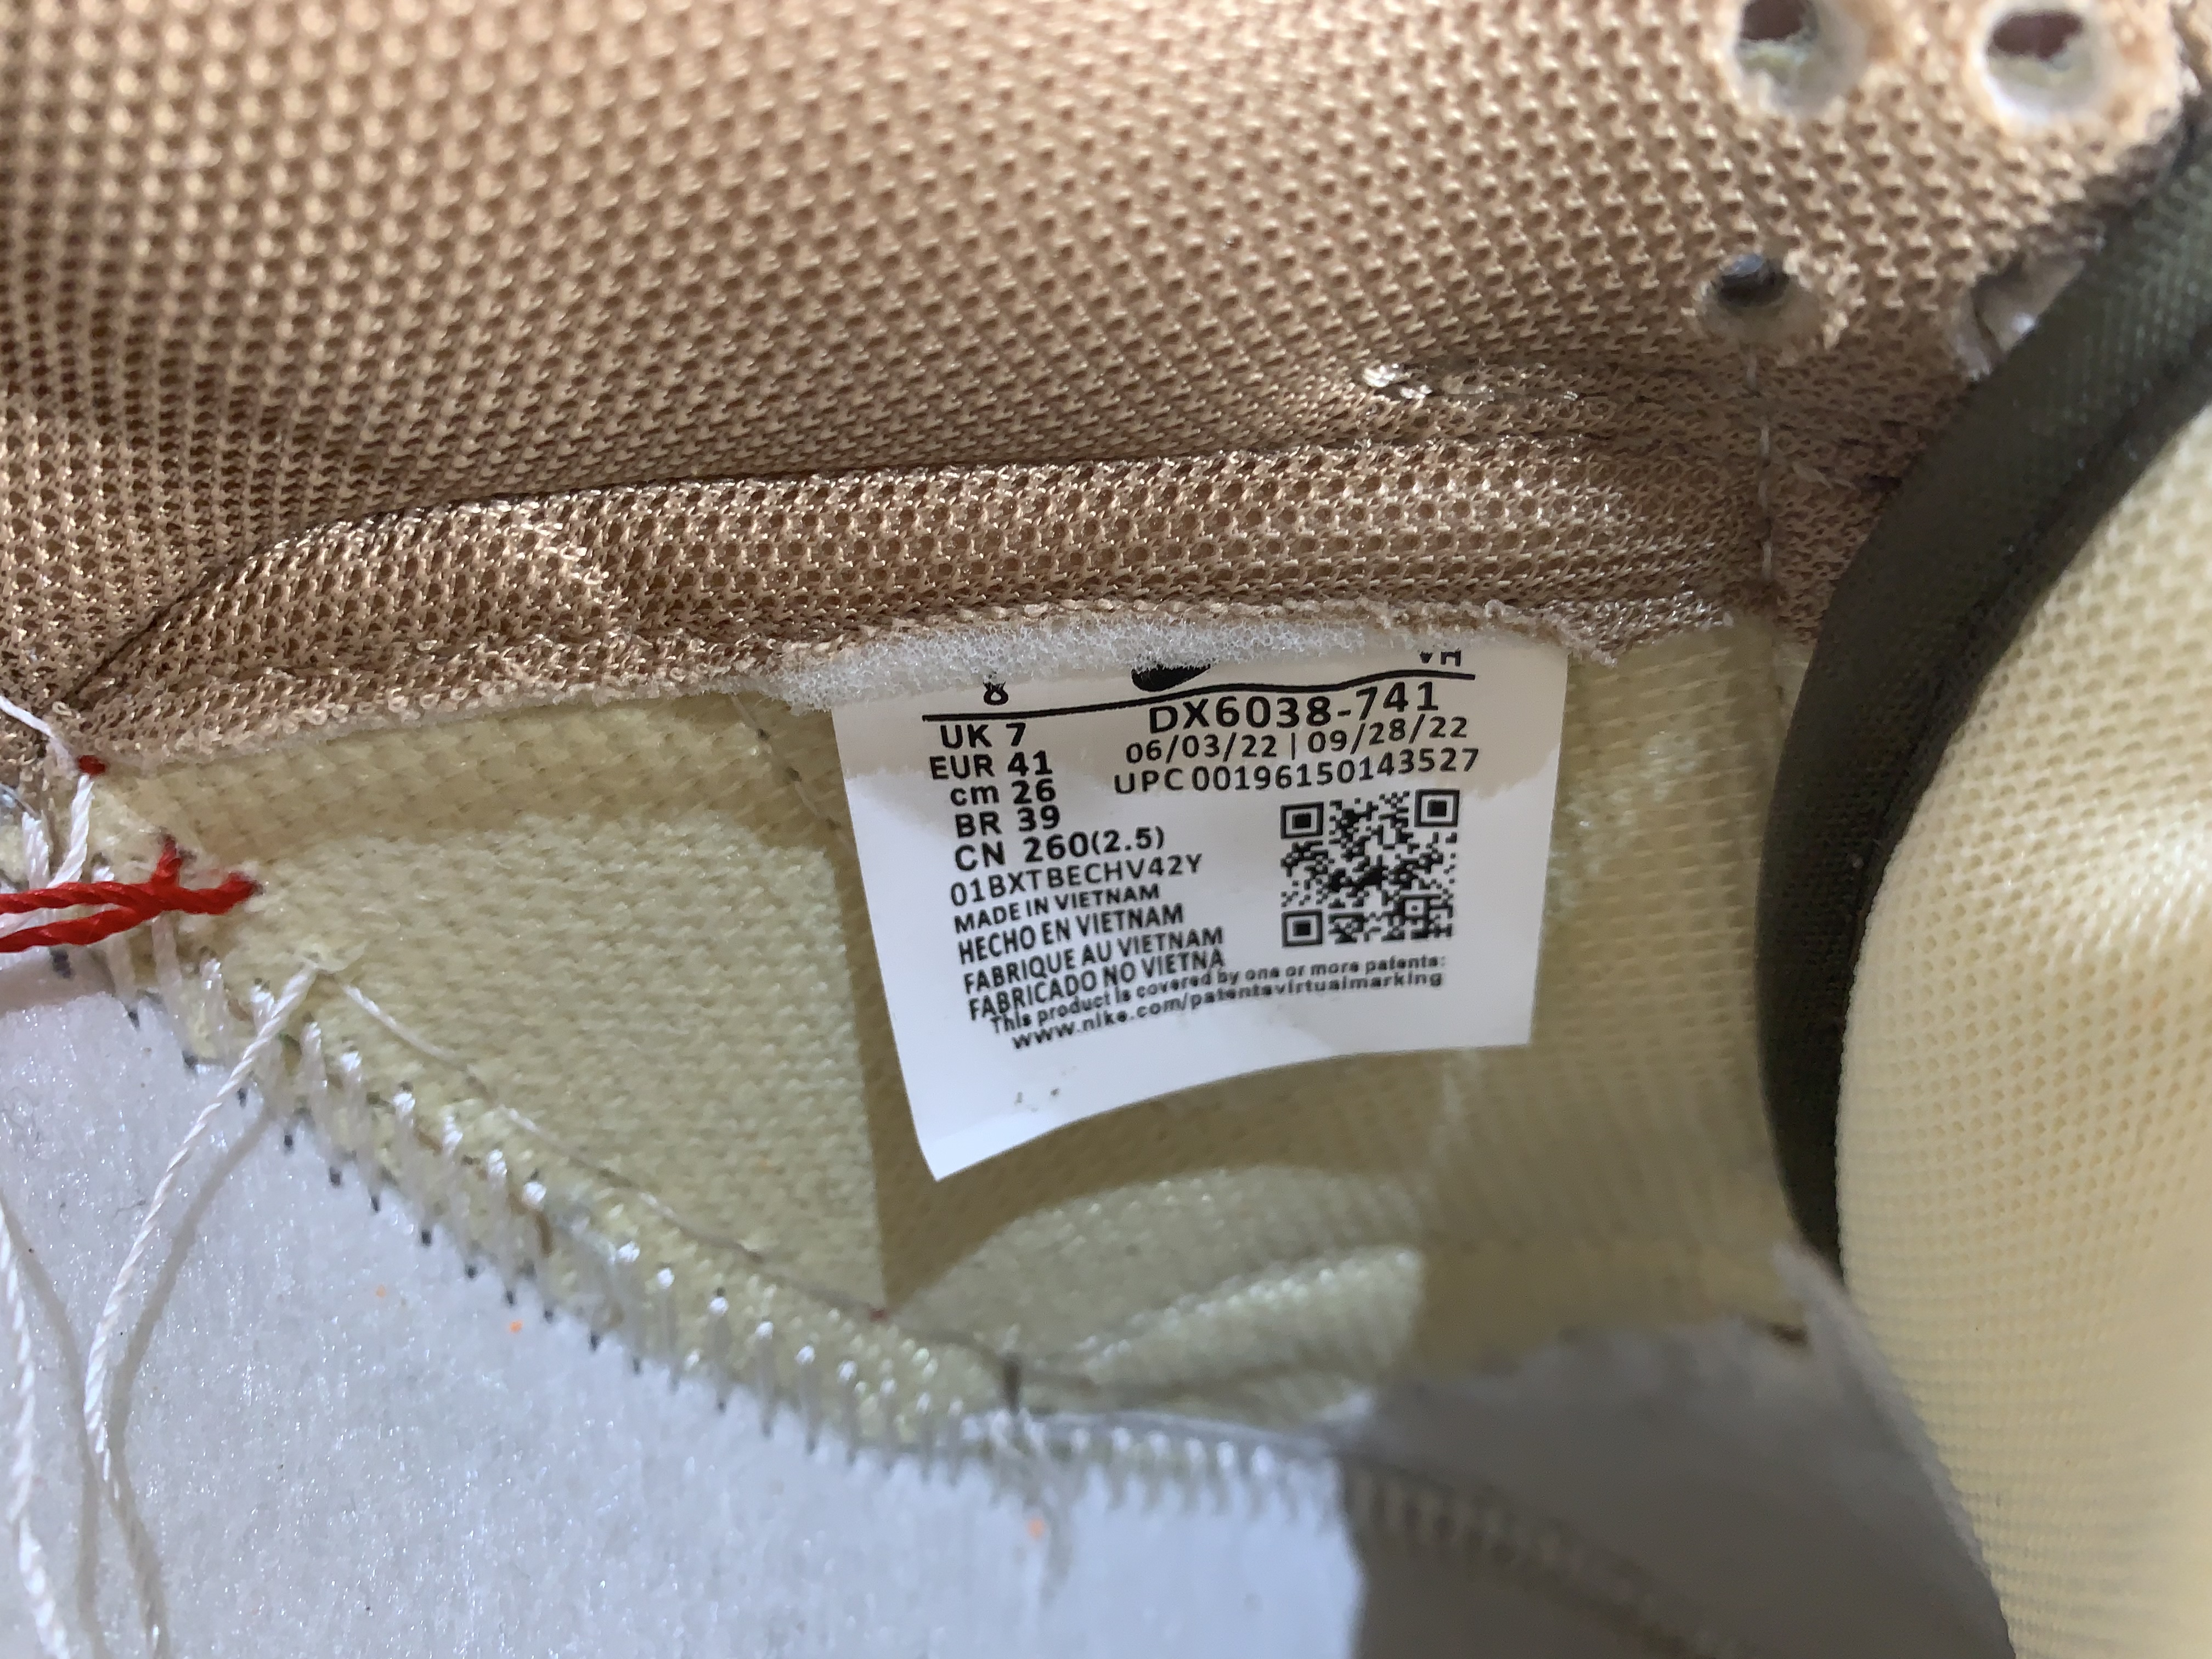 8 VH
UK 7 DX6038-741
EUR 41 06/03/22 | 09/28/22
cm 26 UPC 00196150143527
BR 39
CN 260(2.5)
01BXTBECHV42Y
MADE IN VIETNAM
HECHO EN VIETNAM
FABRIQUE AU VIETNAM
FABRICADO NO VIETNA
This product is covered by one or more patents:
www.nike.com/patentsvirtualmarking